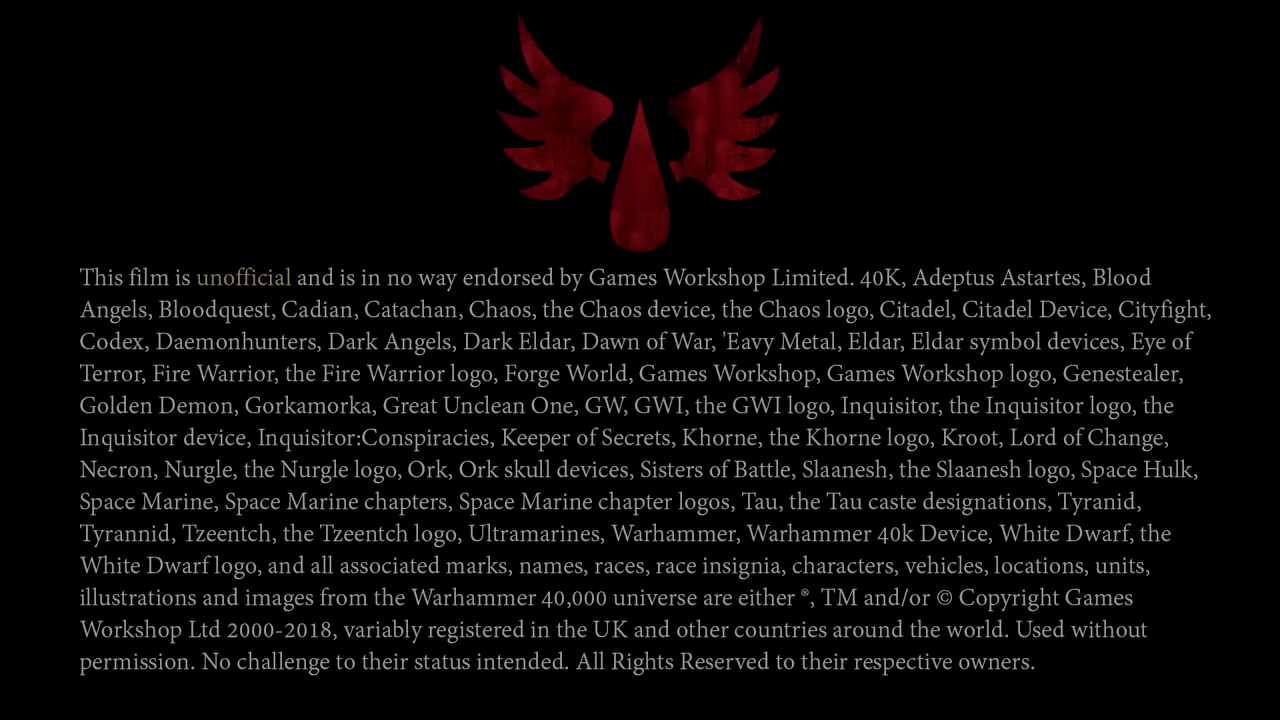 This film is unofficial and is in no way endorsed by Games Workshop Limited. 40K, Adeptus Astartes, Blood
Angels, Bloodquest, Cadian, Catachan, Chaos, the Chaos device, the Chaos logo, Citadel, Citadel Device, Cityfight,
Codex, Daemonhunters, Dark Angels, Dark Eldar, Dawn of War, 'Eavy Metal, Eldar, Eldar symbol devices, Eye of
Terror, Fire Warrior, the Fire Warrior logo, Forge World, Games Workshop, Games Workshop logo, Genestealer,
Golden Demon, Gorkamorka, Great Unclean One, GW, GWI, the GWI logo, Inquisitor, the Inquisitor logo, the
Inquisitor device, Inquisitor:Conspiracies, Keeper of Secrets, Khorne, the Khorne logo, Kroot, Lord of Change,
Necron, Nurgle, the Nurgle logo, Ork, Ork skull devices, Sisters of Battle, Slaanesh, the Slaanesh logo, Space Hulk,
Space Marine, Space Marine chapters, Space Marine chapter logos, Tau, the Tau caste designations, Tyranid,
Tyrannid, Tzeentch, the Tzeentch logo, Ultramarines, Warhammer, Warhammer 40k Device, White Dwarf, the
White Dwarf logo, and all associated marks, names, races, race insignia, characters, vehicles, locations, units,
illustrations and images from the Warhammer 40,000 universe are either ®, TM and/or © Copyright Games
Workshop Ltd 2000-2018, variably registered in the UK and other countries around the world. Used without
permission. No challenge to their status intended. All Rights Reserved to their respective owners.